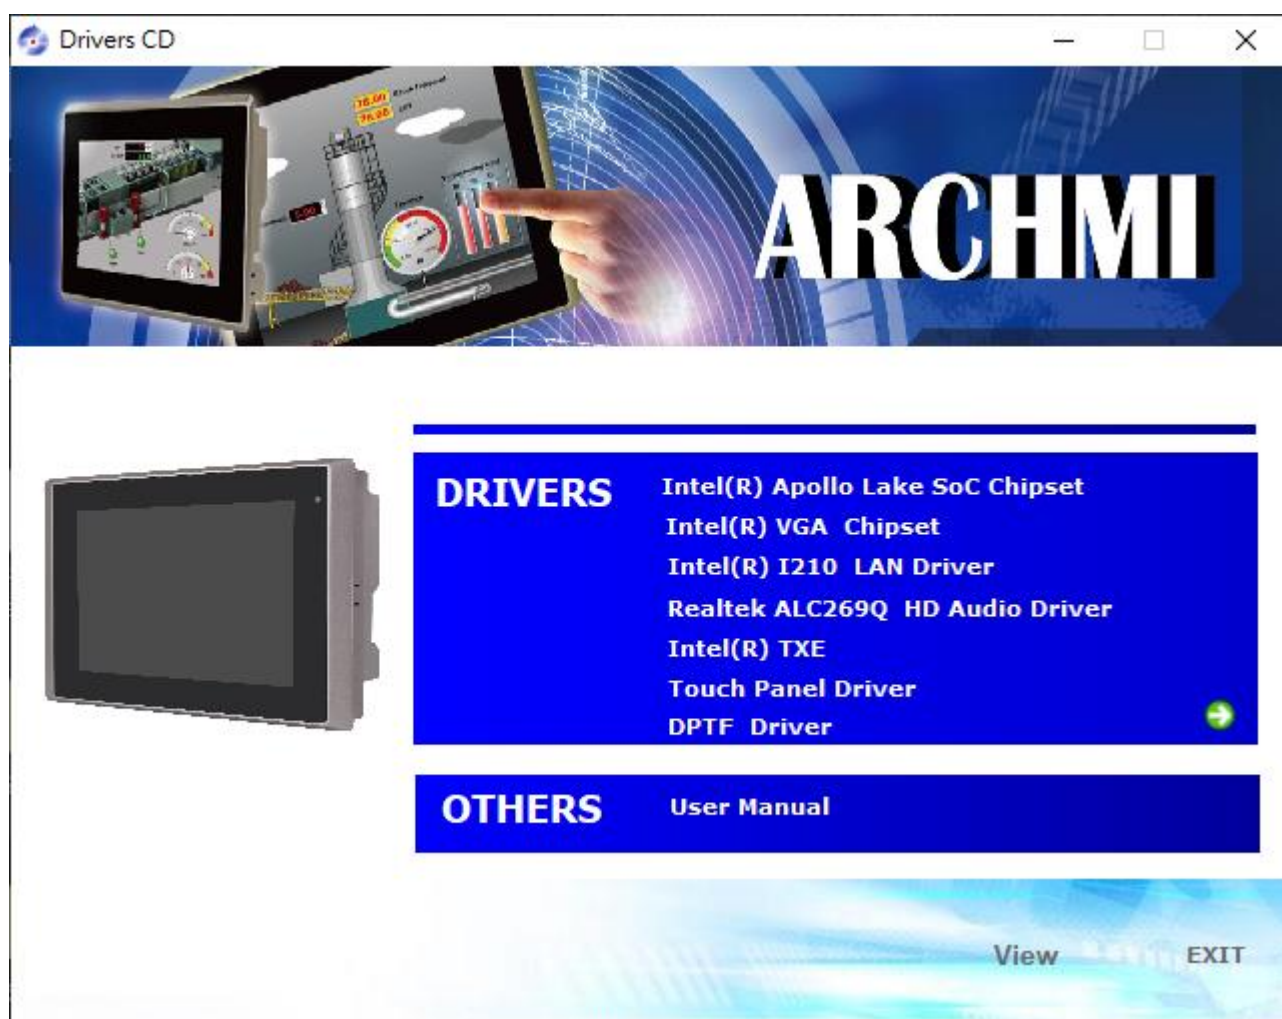 Drivers CD
ARCHMI
DRIVERS
Intel(R) Apollo Lake SoC Chipset
Intel(R) VGA Chipset
Intel(R) I210 LAN Driver
Realtek ALC269Q HD Audio Driver
Intel(R) TXE
Touch Panel Driver
DPTF Driver
OTHERS
User Manual
View
EXIT